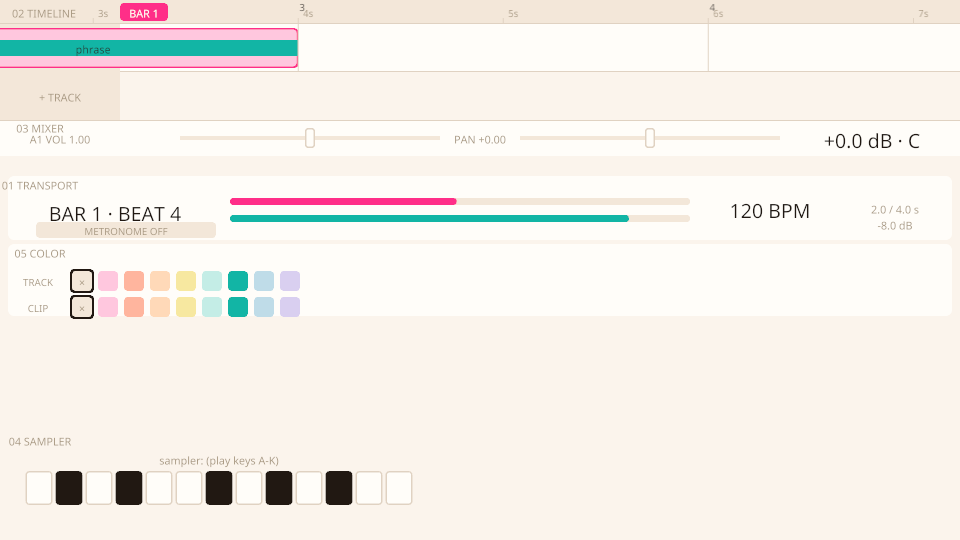 02 TIMELINE 3s BAR 1 3 4s 5s 4 6s 7s
phrase
+ TRACK
03 MIXER
A1 VOL 1.00 PAN +0.00 +0.0 dB · C
01 TRANSPORT
BAR 1 · BEAT 4 120 BPM 2.0 / 4.0 s
METRONOME OFF -8.0 dB
05 COLOR
TRACK ×
CLIP ×
04 SAMPLER
sampler: (play keys A-K)